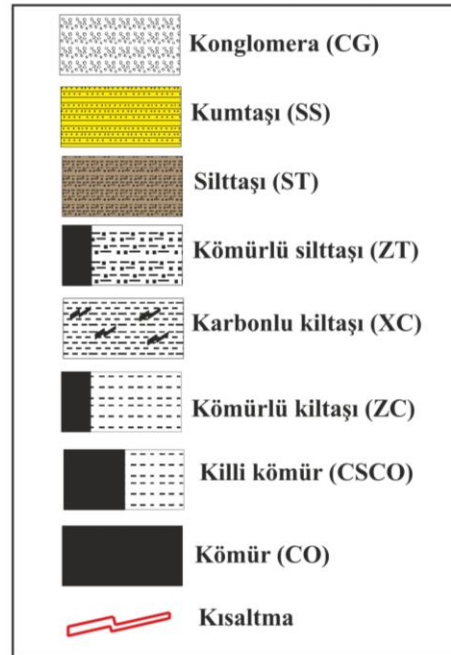 Konglomera (CG)
Kumtaşı (SS)
Silttaşı (ST)
Kömürlü silttaşı (ZT)
Karbonlu kiltaşı (XC)
Kömürlü kiltaşı (ZC)
Killi kömür (CSCO)
Kömür (CO)
Kısaltma